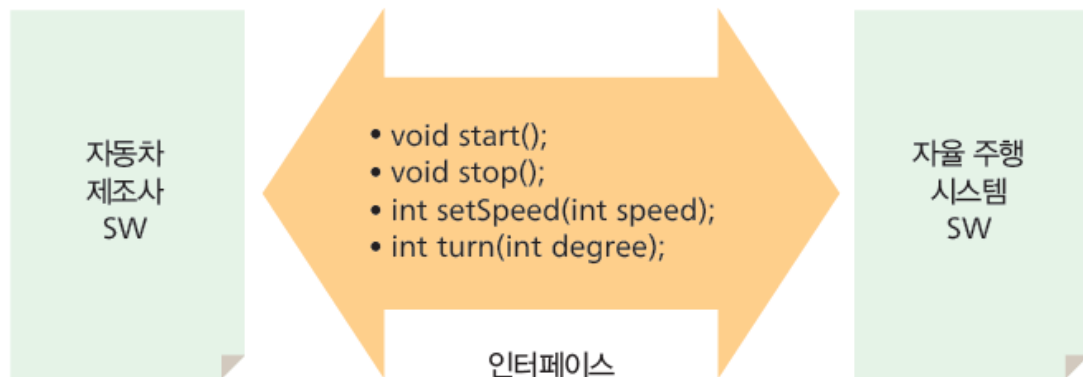 자동차
제조사
SW
• void start();
• void stop();
• int setSpeed(int speed);
• int turn(int degree);
자율 주행
시스템
SW
인터페이스